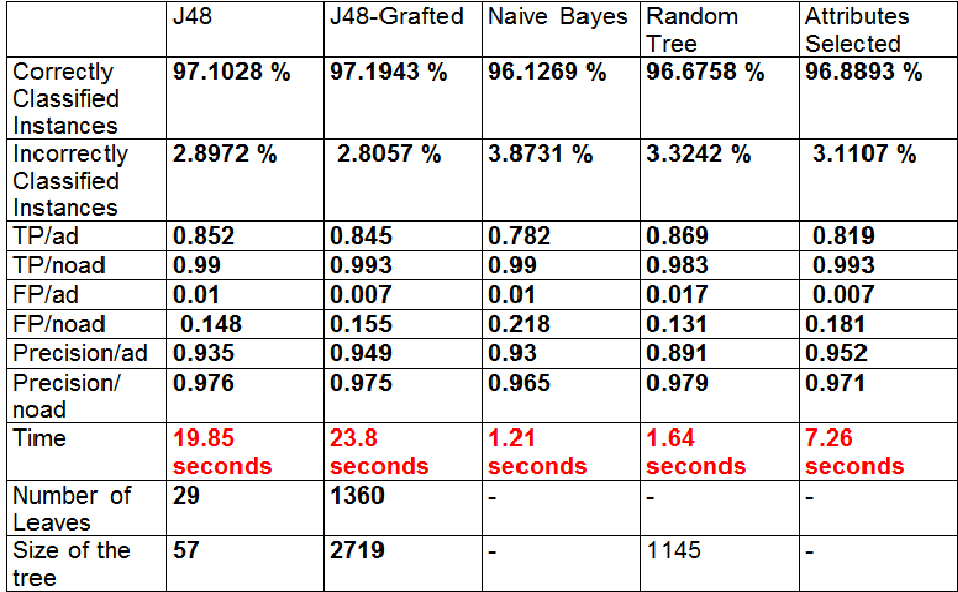 J48 J48-Grafted Naive Bayes Random Tree Attributes Selected
Correctly Classified Instances 97.1028 % 97.1943 % 96.1269 % 96.6758 % 96.8893 %
Incorrectly Classified Instances 2.8972 % 2.8057 % 3.8731 % 3.3242 % 3.1107 %
TP/ad 0.852 0.845 0.782 0.869 0.819
TP/noad 0.99 0.993 0.99 0.983 0.993
FP/ad 0.01 0.007 0.01 0.017 0.007
FP/noad 0.148 0.155 0.218 0.131 0.181
Precision/ad 0.935 0.949 0.93 0.891 0.952
Precision/ noad 0.976 0.975 0.965 0.979 0.971
Time 19.85 seconds 23.8 seconds 1.21 seconds 1.64 seconds 7.26 seconds
Number of Leaves 29 1360 - - -
Size of the tree 57 2719 - 1145 -